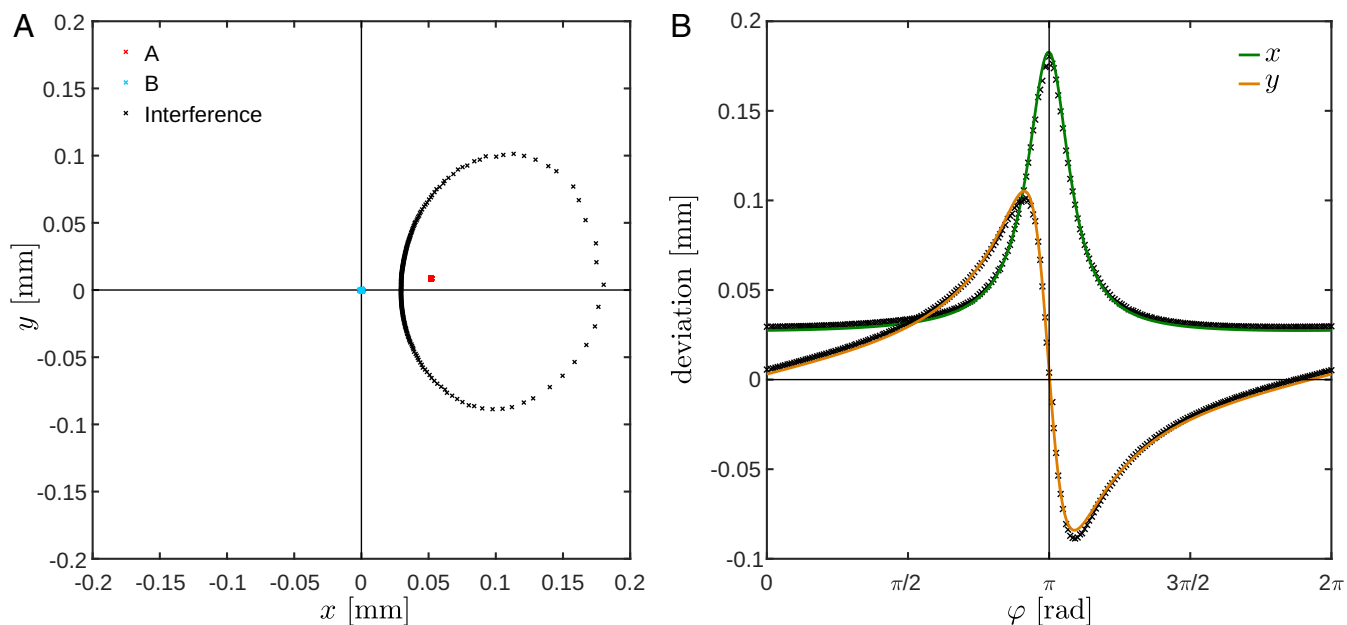 A
0.2
0.15
0.1
0.05
0
-0.05
-0.1
-0.15
-0.2
y [mm]
A
B
Interference
-0.2 -0.15 -0.1 -0.05 0 0.05 0.1 0.15 0.2
x [mm]
B
0.2
0.15
0.1
0.05
0
-0.05
-0.1
deviation [mm]
x
y
0 π/2 π 3π/2 2π
φ [rad]